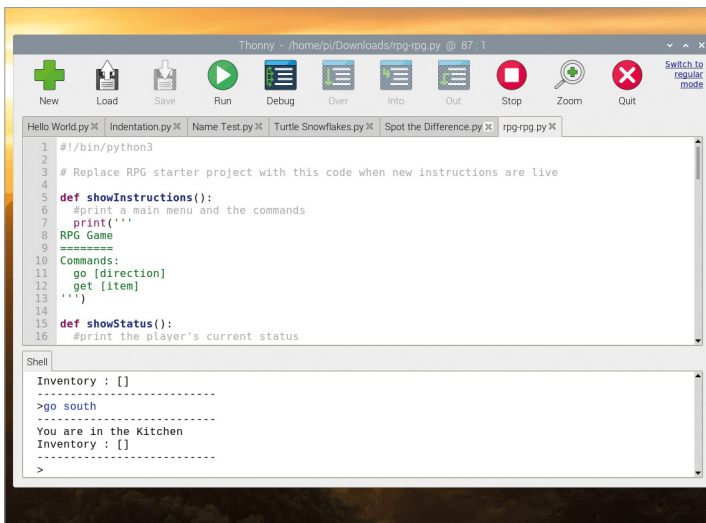 Thonny - /home/pi/Downloads/rpg-rpg.py @ 87:1
New Load Save Run Debug Over Into Out Stop Zoom Quit
Switch to
regular
mode
Hello World.py Indentation.py Name Test.py Turtle Snowflakes.py Spot the Difference.py rpg-rpg.py
1 #!/bin/python3
2
3 # Replace RPG starter project with this code when new instructions are live
4
5 def showInstructions():
6 #print a main menu and the commands
7 print('''
8 RPG Game
9 ========
10 Commands:
11 go [direction]
12 get [item]
13 ''')
14
15 def showStatus():
16 #print the player's current status
Shell
Inventory : []
---------------------------
>go south
---------------------------
You are in the Kitchen
Inventory : []
---------------------------
>